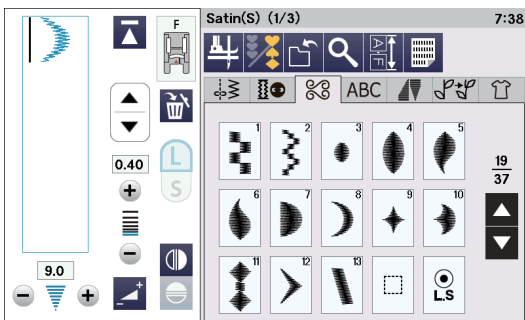 F
0.40
L
S
9.0
Satin(S) (1/3) 7:38
A-F
ABC
1 2 3 4 5
19
37
6 7 8 9 10
11 12 13
L.S